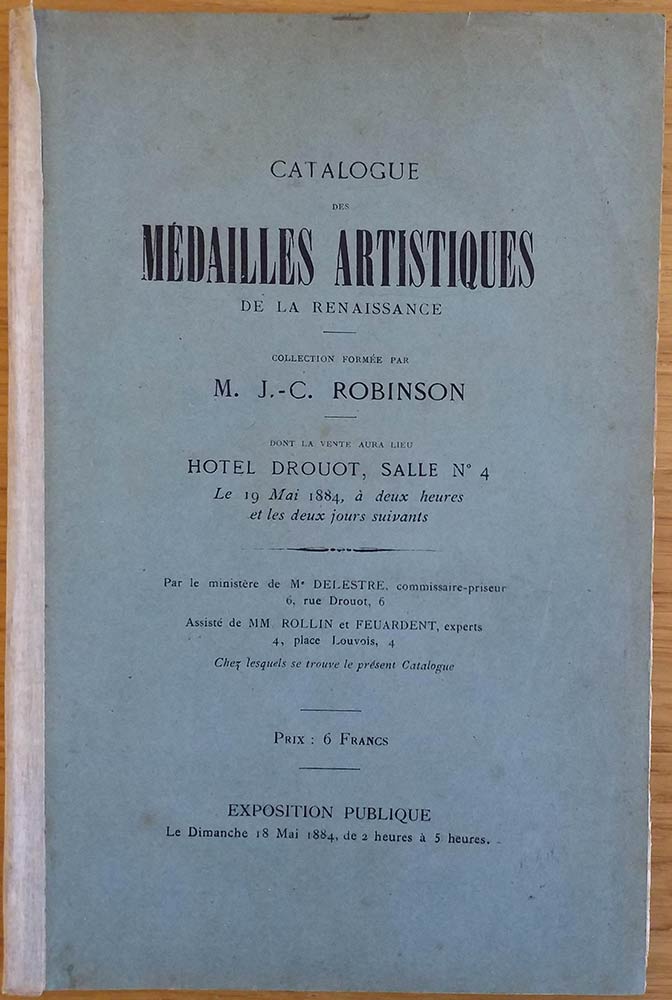 CATALOGUE
DES
MÉDAILLES ARTISTIQUES
DE LA RENAISSANCE
COLLECTION FORMÉE PAR
M. J.-C. ROBINSON
DONT LA VENTE AURA LIEU
HOTEL DROUOT, SALLE N° 4
Le 19 Mai 1884, à deux heures
et les deux jours suivants
Par le ministère de Me DELESTRE, commissaire-priseur
6, rue Drouot, 6
Assisté de MM ROLLIN et FEUARDENT, experts
4, place Louvois, 4
Chez lesquels se trouve le présent Catalogue
PRIX : 6 FRANCS
EXPOSITION PUBLIQUE
Le Dimanche 18 Mai 1884, de 2 heures à 5 heures.